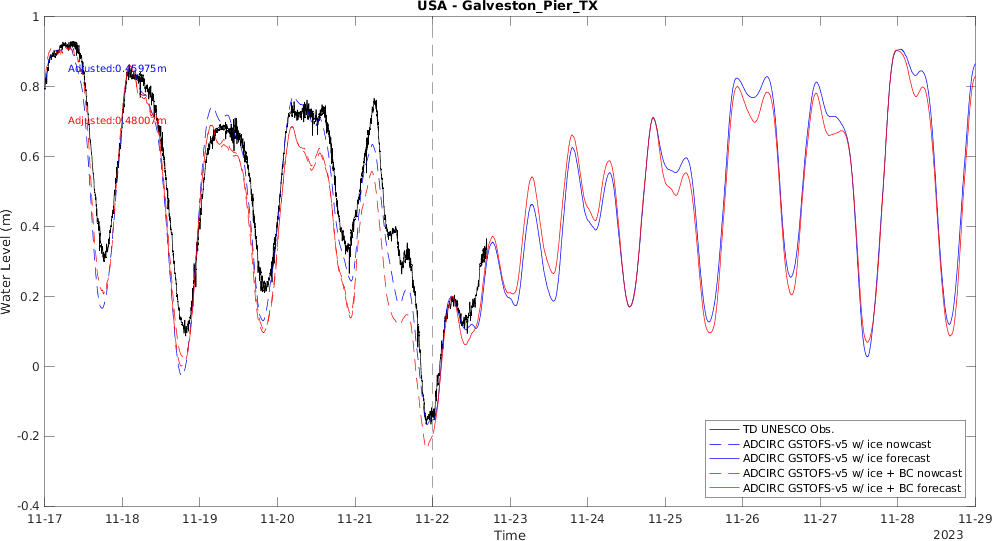 USA - Galveston_Pier_TX
Adjusted:0.45975m
Adjusted:0.48007m
Water Level (m)
1
0.8
0.6
0.4
0.2
0
-0.2
-0.4
11-17 11-18 11-19 11-20 11-21 11-22 11-23 11-24 11-25 11-26 11-27 11-28 11-29
Time
2023
TD UNESCO Obs.
ADCIRC GSTOFS-v5 w/ ice nowcast
ADCIRC GSTOFS-v5 w/ ice forecast
ADCIRC GSTOFS-v5 w/ ice + BC nowcast
ADCIRC GSTOFS-v5 w/ ice + BC forecast